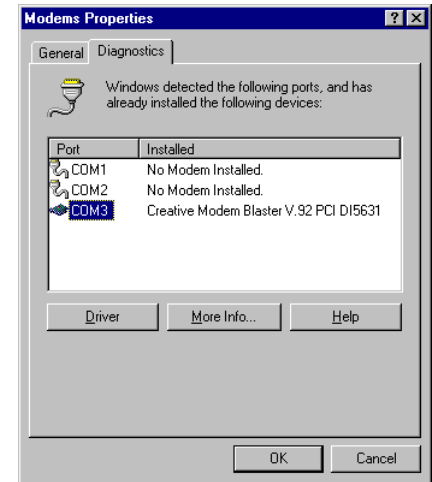 Modems Properties
General Diagnostics
Windows detected the following ports, and has
already installed the following devices:
Port Installed
COM1 No Modem Installed.
COM2 No Modem Installed.
COM3 Creative Modem Blaster V.92 PCI DI5631
Driver More Info... Help
OK Cancel